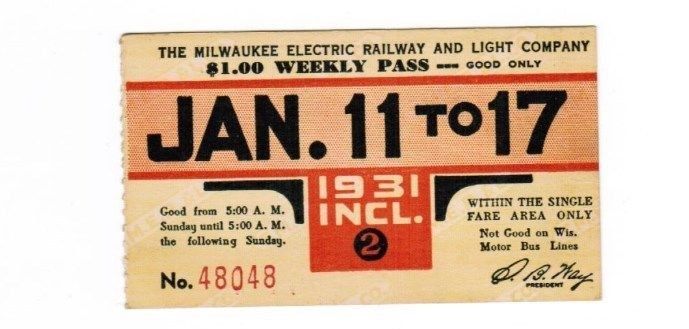 THE MILWAUKEE ELECTRIC RAILWAY AND LIGHT COMPANY
$1.00 WEEKLY PASS --- GOOD ONLY
JAN. 11 TO 17
1931
INCL.
2
Good from 5:00 A. M.
Sunday until 5:00 A. M.
the following Sunday.
No. 48048
WITHIN THE SINGLE
FARE AREA ONLY
Not Good on Wis.
Motor Bus Lines
S. B. Way
PRESIDENT